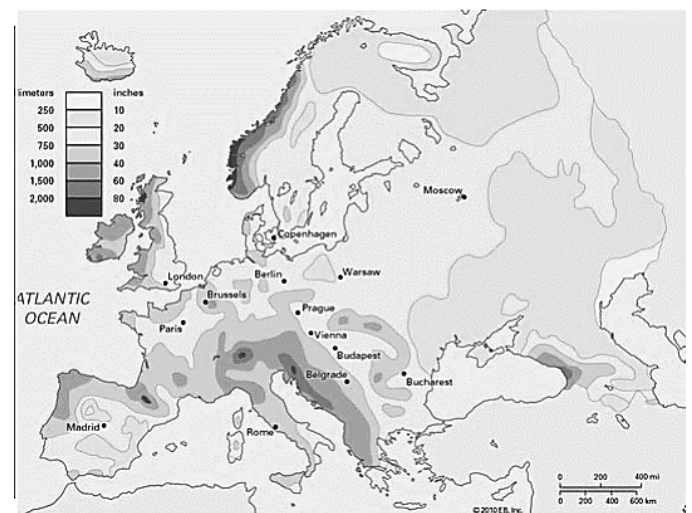 limeters inches
250 10
500 20
750 30
1,000 40
1,500 60
2,000 80
Moscow
Copenhagen
London
Berlin
Warsaw
Brussels
ATLANTIC
OCEAN
Prague
Paris
Vienna
Budapest
Belgrade
Bucharest
Madrid
Rome
0 200 400 mi
0 200 400 600 km
© 2010 EB, Inc.